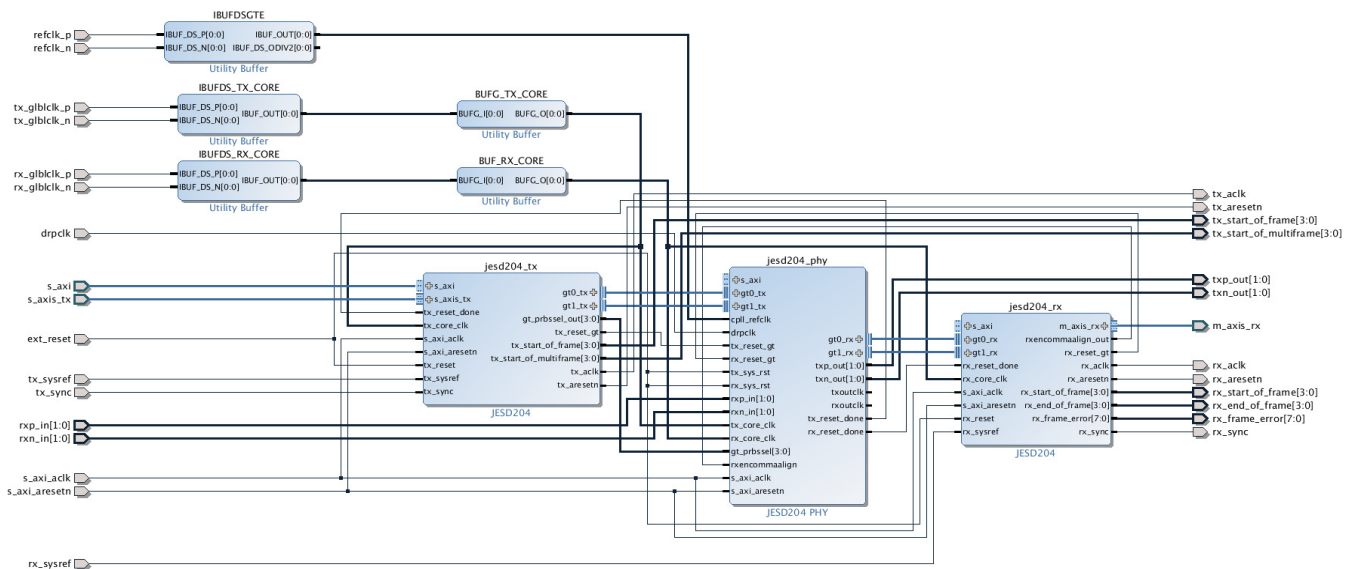 IBUFDSGTE
refclk_p
refclk_n
IBUF_DS_P[0:0]
IBUF_DS_N[0:0]
IBUF_OUT[0:0]
IBUF_DS_ODIV2[0:0]
Utility Buffer
IBUFDS_TX_CORE
tx_glblclk_p
tx_glblclk_n
IBUF_DS_P[0:0]
IBUF_DS_N[0:0]
IBUF_OUT[0:0]
Utility Buffer
BUFG_TX_CORE
BUFG_I[0:0]
BUFG_O[0:0]
Utility Buffer
IBUFDS_RX_CORE
rx_glblclk_p
rx_glblclk_n
IBUF_DS_P[0:0]
IBUF_DS_N[0:0]
IBUF_OUT[0:0]
Utility Buffer
BUF_RX_CORE
BUFG_I[0:0]
BUFG_O[0:0]
Utility Buffer
drpclk
s_axi
s_axis_tx
ext_reset
tx_sysref
tx_sync
rxp_in[1:0]
rxn_in[1:0]
s_axi_aclk
s_axi_aresetn
rx_sysref
jesd204_tx
s_axi
s_axis_tx
tx_reset_done
tx_core_clk
s_axi_aclk
s_axi_aresetn
tx_reset
tx_sysref
tx_sync
gt0_tx
gt1_tx
gt_prbssel_out[3:0]
tx_reset_gt
tx_start_of_frame[3:0]
tx_start_of_multiframe[3:0]
tx_aclk
tx_aresetn
JESD204
jesd204_phy
s_axi
gt0_tx
gt1_tx
cpll_refclk
drpclk
tx_reset_gt
rx_reset_gt
tx_sys_rst
rx_sys_rst
rxp_in[1:0]
rxn_in[1:0]
tx_core_clk
rx_core_clk
gt_prbssel[3:0]
rxencommaalign
s_axi_aclk
s_axi_aresetn
gt0_rx
gt1_rx
txp_out[1:0]
txn_out[1:0]
txoutclk
rxoutclk
tx_reset_done
rx_reset_done
JESD204 PHY
jesd204_rx
s_axi
gt0_rx
gt1_rx
rx_reset_done
rx_core_clk
s_axi_aclk
s_axi_aresetn
rx_reset
rx_sysref
m_axis_rx
rxencommaalign_out
rx_reset_gt
rx_aclk
rx_aresetn
rx_start_of_frame[3:0]
rx_end_of_frame[3:0]
rx_frame_error[7:0]
rx_sync
JESD204
tx_aclk
tx_aresetn
tx_start_of_frame[3:0]
tx_start_of_multiframe[3:0]
txp_out[1:0]
txn_out[1:0]
m_axis_rx
rx_aclk
rx_aresetn
rx_start_of_frame[3:0]
rx_end_of_frame[3:0]
rx_frame_error[7:0]
rx_sync